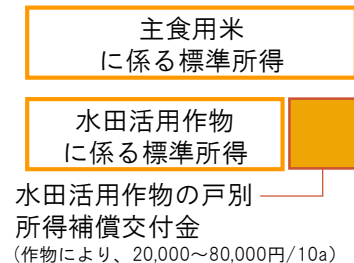 主食用米
に係る標準所得
水田活用作物
に係る標準所得
水田活用作物の戸別
所得補償交付金
(作物により、20,000～80,000円/10a)